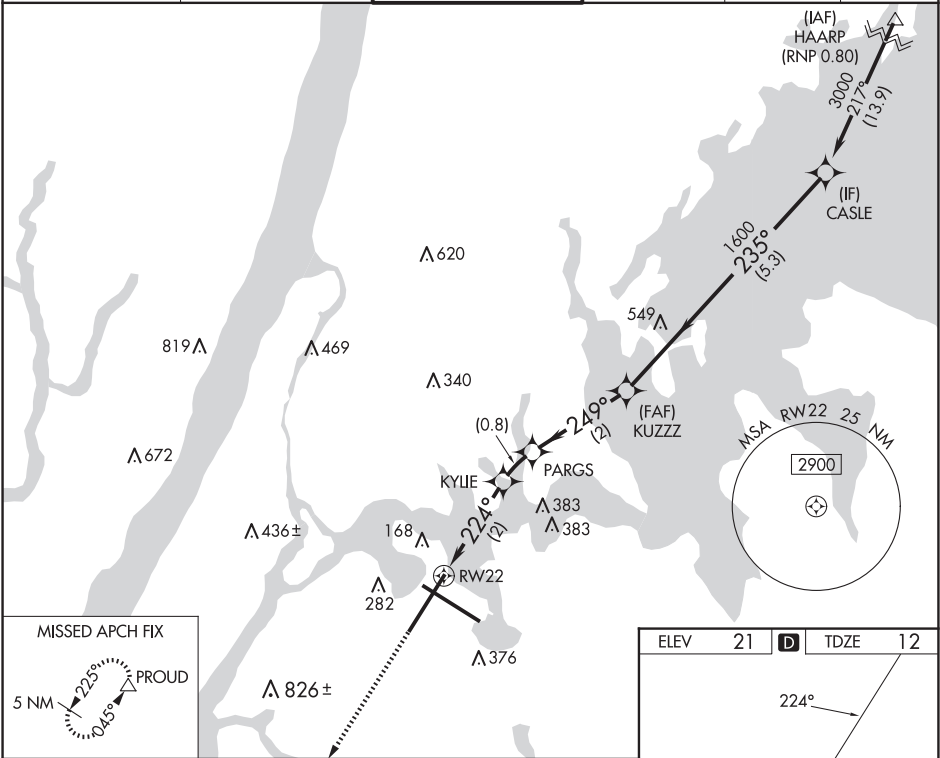 (IAF)
HAARP
(RNP 0.80)
3000
217°
(13.9)
(IF)
CASLE
1600
235°
(5.3)
620
549
819
469
340
(FAF)
KUZZZ
249°
(2)
(0.8)
PARGS
KYLIE
672
383
383
224°
(2)
436±
168
RW22
282
376
826±
MSA RW22 25 NM
2900
MISSED APCH FIX
PROUD
225°
5 NM
045°
ELEV 21 D TDZE 12
224°